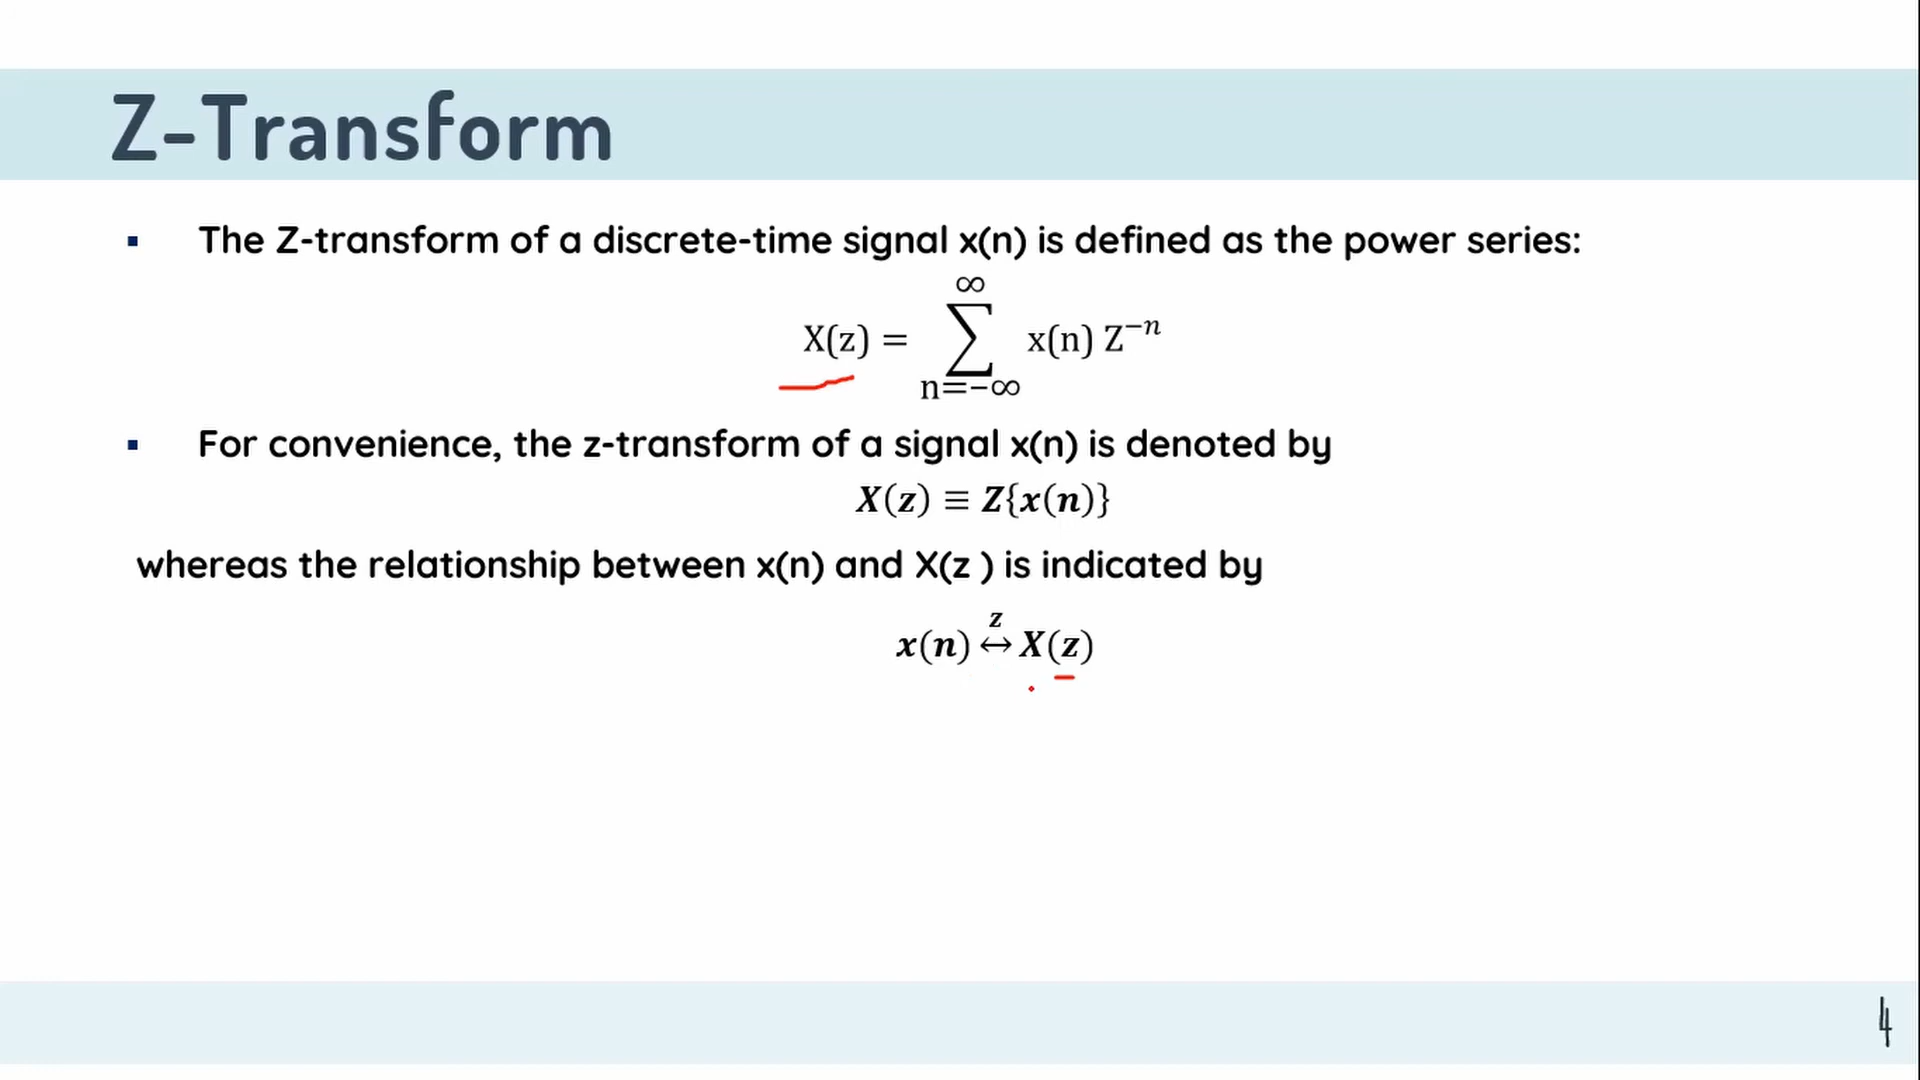 Z-Transform
▪ The Z-transform of a discrete-time signal x(n) is defined as the power series:
X(z) = ∑_{n=−∞}^{∞} x(n) Z^{−n}
▪ For convenience, the z-transform of a signal x(n) is denoted by
X(z) ≡ Z{x(n)}
whereas the relationship between x(n) and X(z ) is indicated by
x(n) \overset{z}{↔} X(z)
4